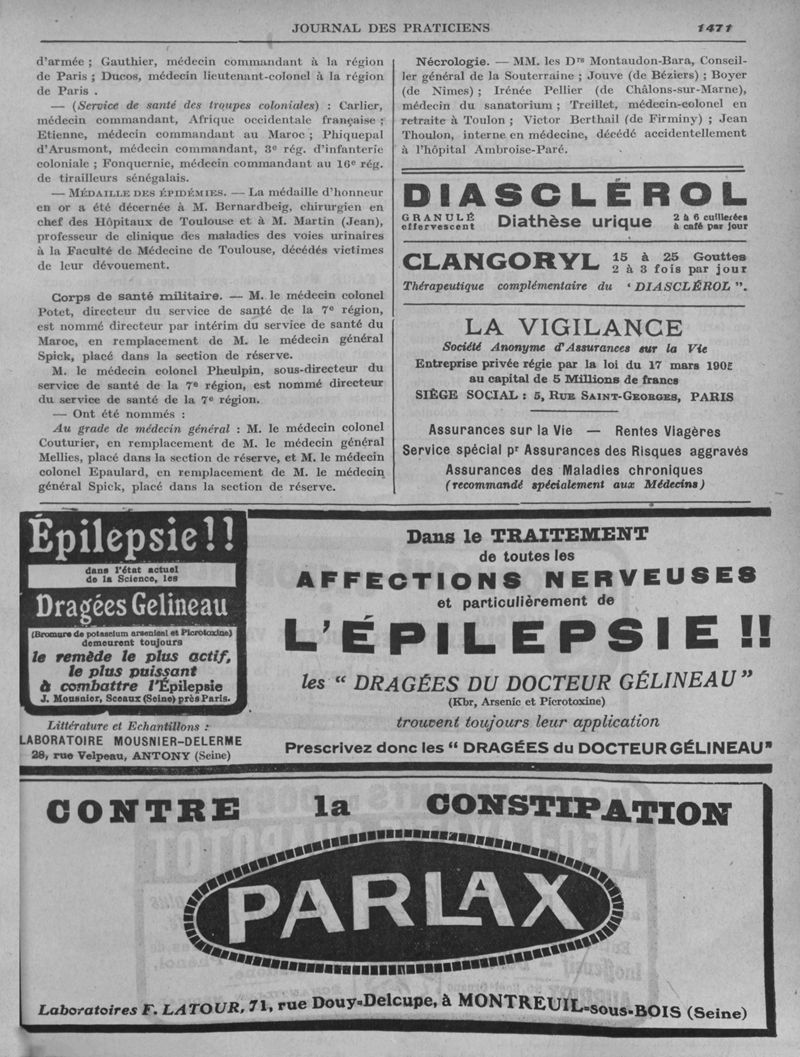 JOURNAL DES PRATICIENS 1471
d'armée ; Gauthier, médecin commandant à la région
de Paris ; Ducos, médecin lieutenant-colonel à la région
de Paris .
— (Service de santé des troupes coloniales) : Carlier,
médecin commandant, Afrique occidentale française ;
Etienne, médecin commandant au Maroc ; Phiquepal
d'Arusmont, médecin commandant, 3e rég. d'infanterie
coloniale ; Fonquernie, médecin commandant au 16e rég.
de tirailleurs sénégalais.
— MÉDAILLE DES ÉPIDÉMIES. — La médaille d'honneur
en or a été décernée à M. Bernardbeig, chirurgien en
chef des Hôpitaux de Toulouse et à M. Martin (Jean),
professeur de clinique des maladies des voies urinaires
à la Faculté de Médecine de Toulouse, décédés victimes
de leur dévouement.
Corps de santé militaire. — M. le médecin colonel
Potet, directeur du service de santé de la 7e région,
est nommé directeur par intérim du service de santé du
Maroc, en remplacement de M. le médecin général
Spick, placé dans la section de réserve.
M. le médecin colonel Pheulpin, sous-directeur du
service de santé de la 7e région, est nommé directeur
du service de santé de la 7e région.
— Ont été nommés :
Au grade de médecin général : M. le médecin colonel
Couturier, en remplacement de M. le médecin général
Mellies, placé dans la section de réserve, et M. le médecin
colonel Epaulard, en remplacement de M. le médecin
général Spick, placé dans la section de réserve.
Nécrologie. — MM. les Drs Montaudon-Bara, Conseil-
ler général de la Souterraine ; Jouve (de Béziers) ; Boyer
(de Nîmes) ; Irénée Pellier (de Châlons-sur-Marne),
médecin du sanatorium ; Treillet, médecin-colonel en
retraite à Toulon ; Victor Berthail (de Firminy) ; Jean
Thoulon, interne en médecine, décédé accidentellement
à l'hôpital Ambroise-Paré.
DIASCLÉROL
GRANULÉ
effervescent
Diathèse urique
2 à 6 cuillerées
à café par jour
CLANGORYL
15 à 25 Gouttes
2 à 3 fois par jour
Thérapeutique complémentaire du ‘ DIASCLÉROL ”.
LA VIGILANCE
Société Anonyme d'Assurances sur la Vie
Entreprise privée régie par la loi du 17 mars 1905
au capital de 5 Millions de francs
SIÈGE SOCIAL : 5, RUE SAINT-GEORGES, PARIS
Assurances sur la Vie — Rentes Viagères
Service spécial pr Assurances des Risques aggravés
Assurances des Maladies chroniques
(recommandé spécialement aux Médecins)
Épilepsie!!
dans l'état actuel
de la Science, les
Dragées Gelineau
(Bromure de potassium arsenical et Picrotoxine)
demeurent toujours
le remède le plus actif,
le plus puissant
à combattre l'Épilepsie
J. Mousnier, Sceaux (Seine) près Paris.
Littérature et Echantillons :
LABORATOIRE MOUSNIER-DELERME
28, rue Velpeau, ANTONY (Seine)
Dans le TRAITEMENT
de toutes les
AFFECTIONS NERVEUSES
et particulièrement de
L'ÉPILEPSIE !!
les “ DRAGÉES DU DOCTEUR GÉLINEAU ”
(Kbr, Arsenic et Picrotoxine)
trouvent toujours leur application
Prescrivez donc les “ DRAGÉES du DOCTEUR GÉLINEAU”
CONTRE la CONSTIPATION
PARLAX
Laboratoires F. LATOUR, 71, rue Douy-Delcupe, à MONTREUIL-sous-BOIS (Seine)